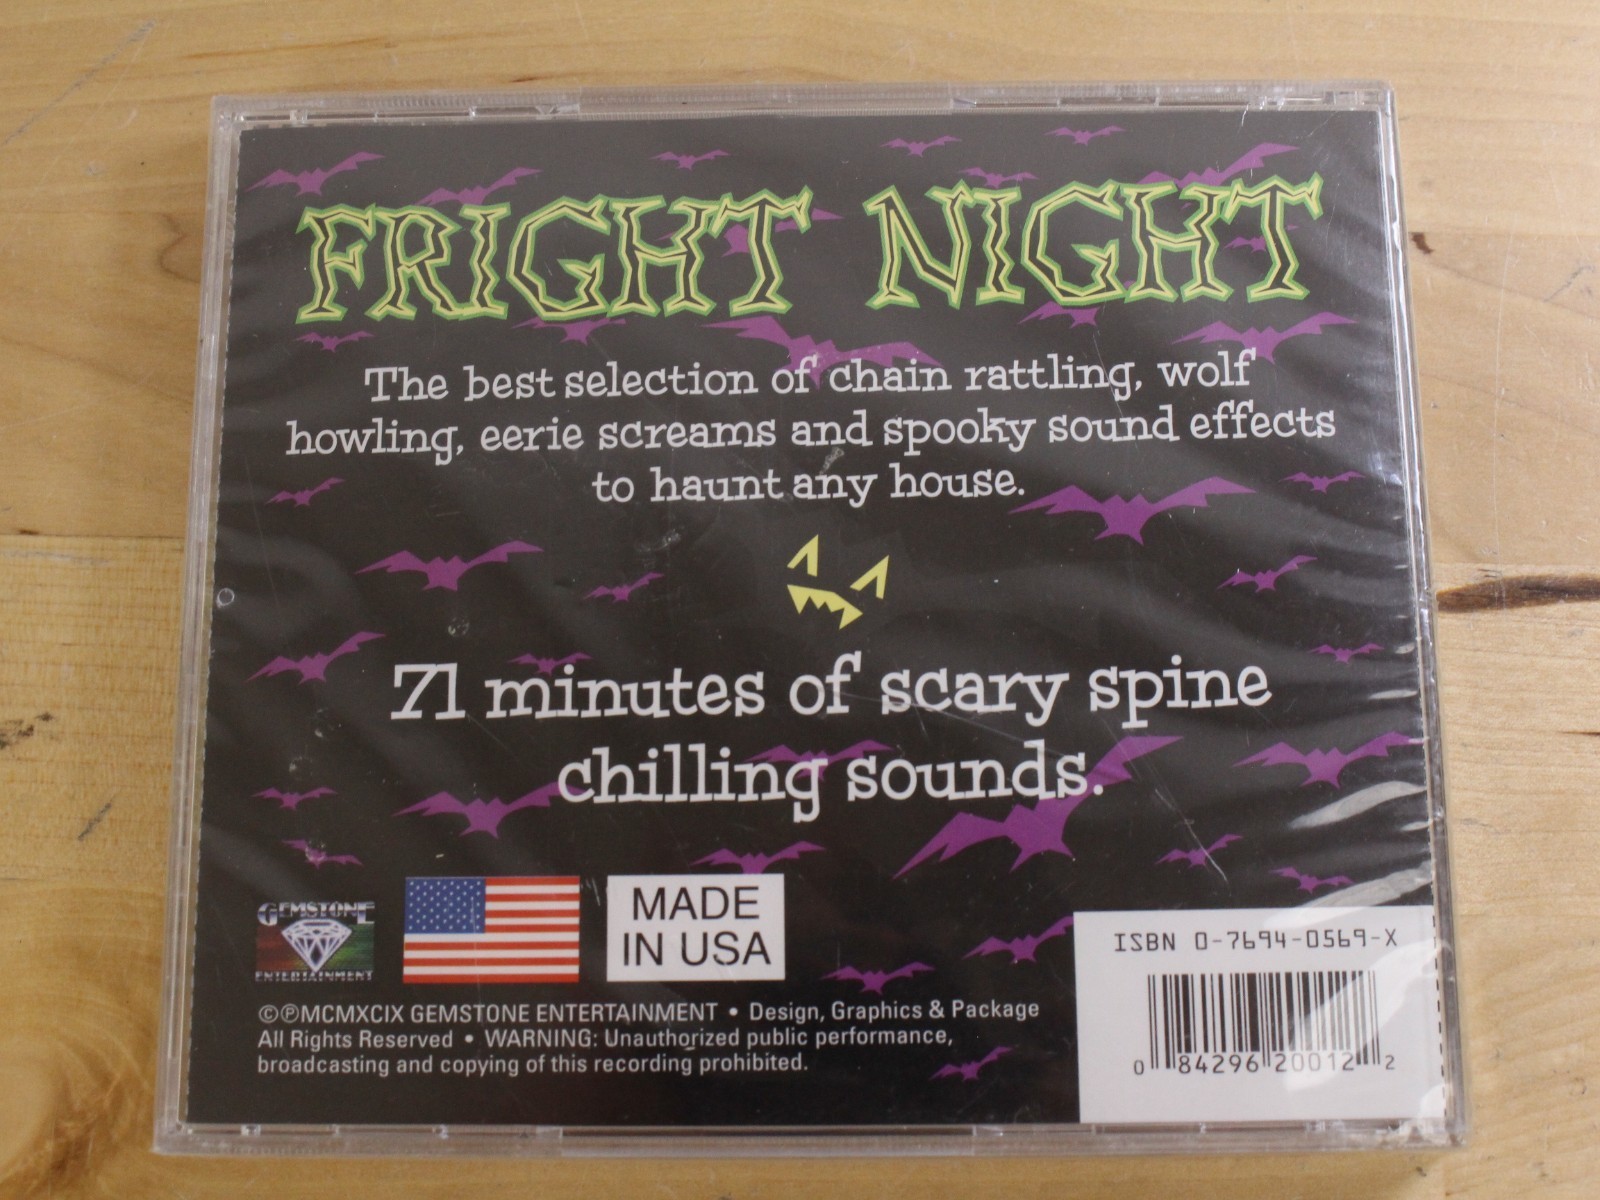 FRIGHT NIGHT
The best selection of chain rattling, wolf
howling, eerie screams and spooky sound effects
to haunt any house.
71 minutes of scary spine
chilling sounds.
GEMSTONE
ENTERTAINMENT
MADE
IN USA
©℗MCMXCIX GEMSTONE ENTERTAINMENT • Design, Graphics & Package
All Rights Reserved • WARNING: Unauthorized public performance,
broadcasting and copying of this recording prohibited.
ISBN 0-7694-0569-X
0 84296 20012 2